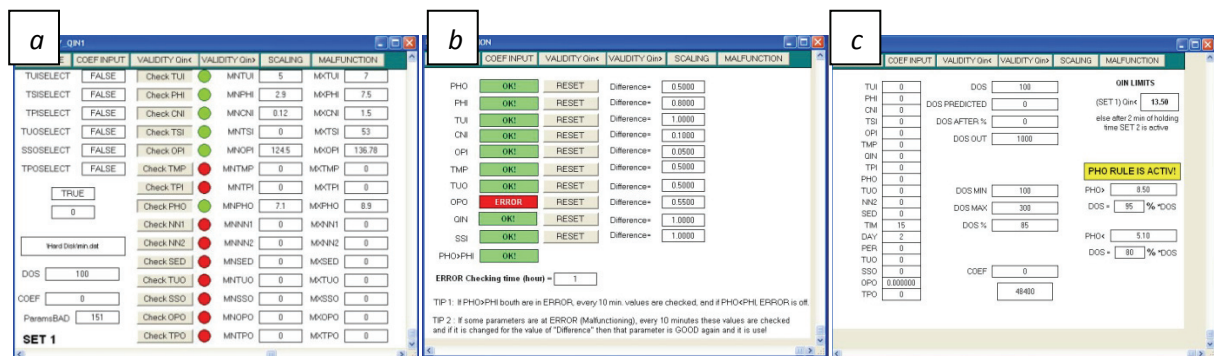 a
QIN1
COEF INPUT VALIDITY Qin< VALIDITY Qin> SCALING MALFUNCTION
TUISELECT FALSE Check TUI MNTUI 5 MXTUI 7
TSISELECT FALSE Check PHI MNPHI 2.9 MXPHI 7.5
TPISELECT FALSE Check CNI MNCNI 0.12 MXCNI 1.5
TUOSELECT FALSE Check TSI MNTSI 0 MXTSI 53
SSOSELECT FALSE Check OPI MNOPI 124.5 MXOPI 136.78
TPOSELECT FALSE Check TMP MNTMP 0 MXTMP 0
TRUE Check TPI MNTPI 0 MXTPI 0
0 Check PHO MNPHO 7.1 MXPHO 8.9
Check NN1 MNNN1 0 MXNN1 0
\Hard Disk\min.dat Check NN2 MNNN2 0 MXNN2 0
Check SED MNSED 0 MXSED 0
DOS 100 Check TUO MNTUO 0 MXTUO 0
COEF 0 Check SSO MNSSO 0 MXSSO 0
ParamsBAD 151 Check OPO MNOPO 0 MXOPO 0
SET 1 Check TPO MNTPO 0 MXTPO 0
b
ION
COEF INPUT VALIDITY Qin< VALIDITY Qin> SCALING MALFUNCTION
PHO OK! RESET Difference= 0.5000
PHI OK! RESET Difference= 0.8000
TUI OK! RESET Difference= 1.0000
CNI OK! RESET Difference= 0.1000
OPI OK! RESET Difference= 0.0500
TMP OK! RESET Difference= 0.5000
TUO OK! RESET Difference= 0.5000
OPO ERROR RESET Difference= 0.5500
QIN OK! RESET Difference= 1.0000
SSI OK! RESET Difference= 1.0000
PHO>PHI OK!
ERROR Checking time (hour) = 1
TIP 1: If PHO>PHI bouth are in ERROR, every 10 min. values are checked, and if PHO<PHI, ERROR is off.
TIP 2 : If some parameters are at ERROR (Malfunctioning), every 10 minutes these values are checked
and if it is changed for the value of "Difference" then that parameter is GOOD again and it is use!
c
COEF INPUT VALIDITY Qin< VALIDITY Qin> SCALING MALFUNCTION
TUI 0 DOS 100 QIN LIMITS
PHI 0
CNI 0 DOS PREDICTED 0 (SET 1) Qin< 13.50
TSI 0 DOS AFTER % 0 else after 2 min of holding
OPI 0 time SET 2 is active
TMP 0 DOS OUT 1000
QIN 0
TPI 0 PHO RULE IS ACTIV!
PHO 0
TUO 0 DOS MIN 100 PHO> 8.50
NN2 0
SED 0 DOS MAX 300 DOS = 95 % *DOS
TIM 15 DOS % 85
DAY 2 PHO< 5.10
PER 0
TUO 0 DOS = 80 % *DOS
SSO 0 COEF 0
OPO 0.000000
TPO 0 48400